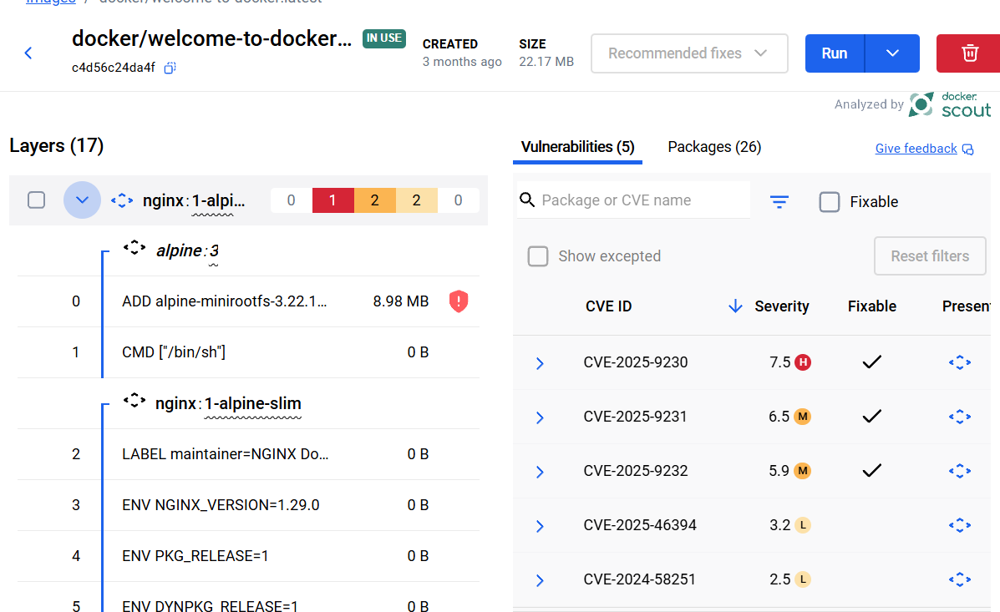 Images / docker/welcome-to-docker:latest
docker/welcome-to-docker… IN USE
c4d56c24da4f
CREATED
3 months ago
SIZE
22.17 MB
Recommended fixes
Run
Analyzed by docker scout
Layers (17)
nginx:1-alpi… 0 1 2 2 0
alpine:3
0 ADD alpine-minirootfs-3.22.1… 8.98 MB
1 CMD ["/bin/sh"] 0 B
nginx:1-alpine-slim
2 LABEL maintainer=NGINX Do… 0 B
3 ENV NGINX_VERSION=1.29.0 0 B
4 ENV PKG_RELEASE=1 0 B
5 ENV DYNPKG_RELEASE=1 0 B
Vulnerabilities (5) Packages (26) Give feedback
Package or CVE name Fixable
Show excepted Reset filters
CVE ID Severity Fixable Presen
CVE-2025-9230 7.5 H
CVE-2025-9231 6.5 M
CVE-2025-9232 5.9 M
CVE-2025-46394 3.2 L
CVE-2024-58251 2.5 L